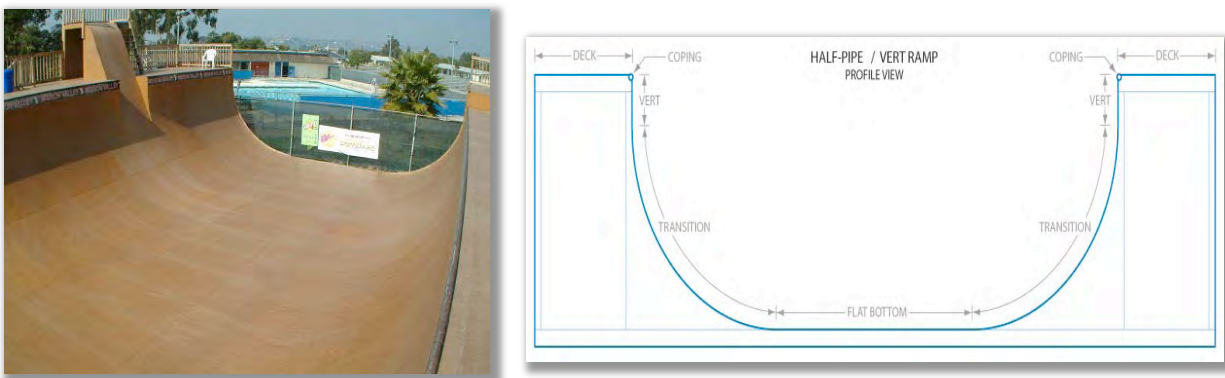 DECK
COPING
HALF-PIPE / VERT RAMP
PROFILE VIEW
COPING
DECK
VERT
VERT
TRANSITION
TRANSITION
FLAT BOTTOM